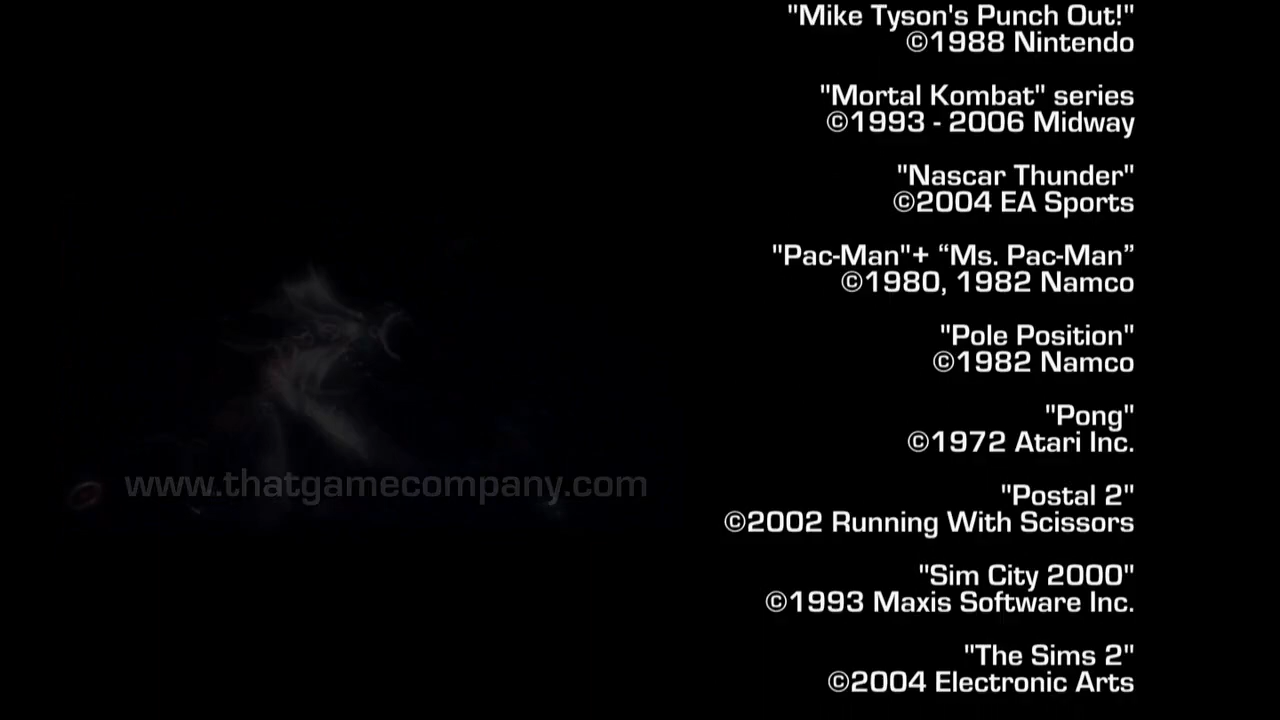 "Mike Tyson's Punch Out!"
©1988 Nintendo
"Mortal Kombat" series
©1993 - 2006 Midway
"Nascar Thunder"
©2004 EA Sports
"Pac-Man"+ “Ms. Pac-Man”
©1980, 1982 Namco
"Pole Position"
©1982 Namco
"Pong"
©1972 Atari Inc.
www.thatgamecompany.com
"Postal 2"
©2002 Running With Scissors
"Sim City 2000"
©1993 Maxis Software Inc.
"The Sims 2"
©2004 Electronic Arts